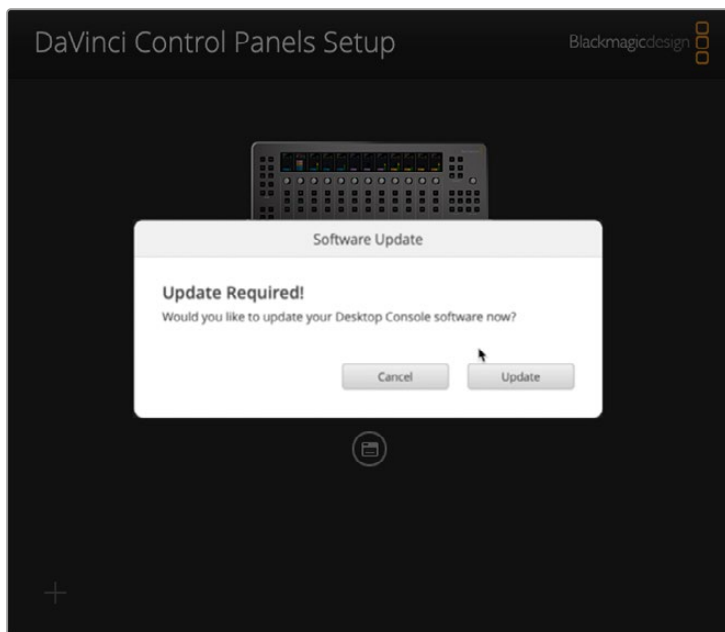 DaVinci Control Panels Setup
Blackmagicdesign
Software Update
Update Required!
Would you like to update your Desktop Console software now?
Cancel
Update